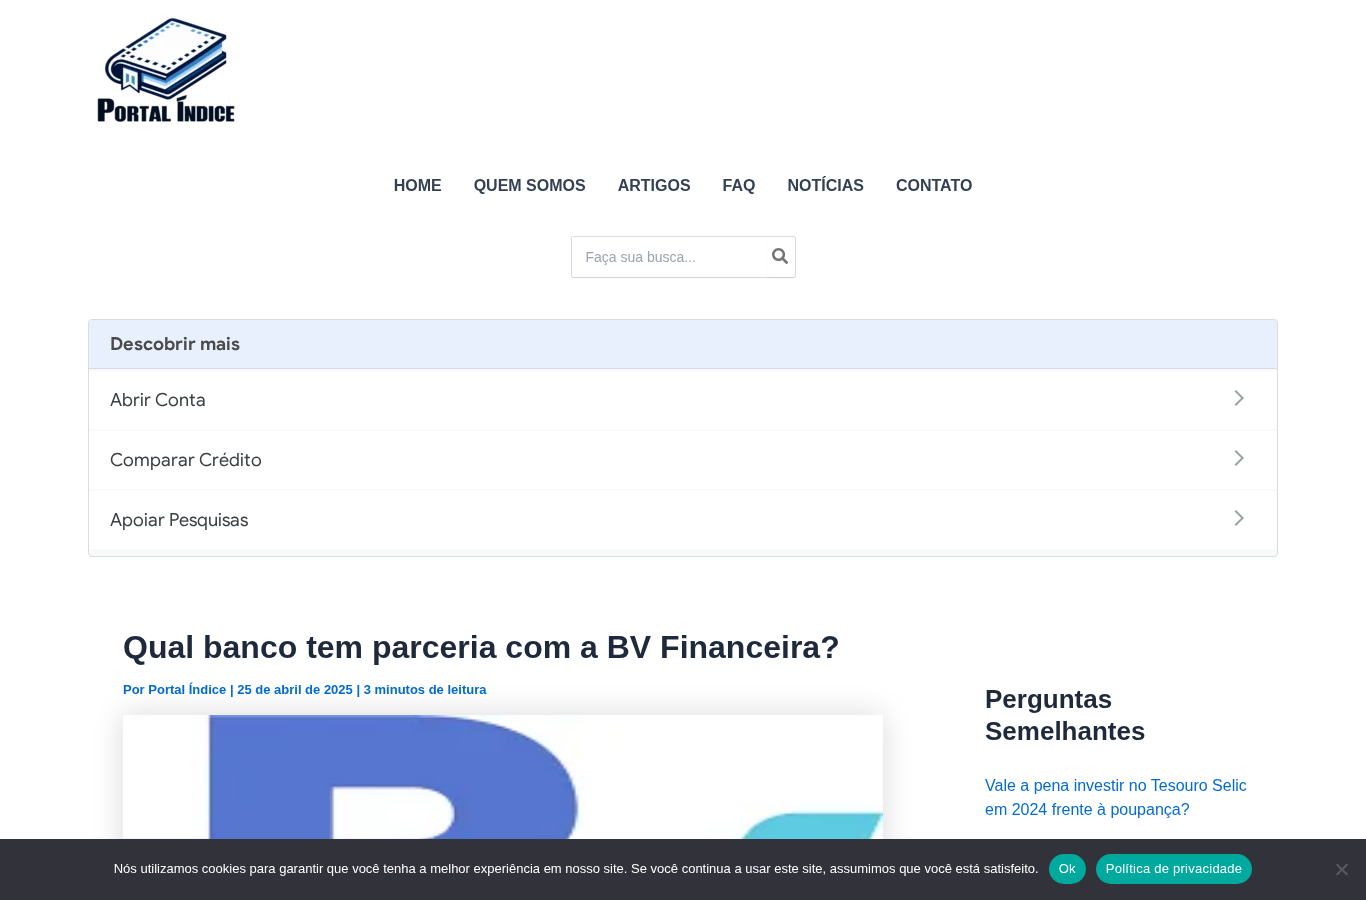 PORTAL ÍNDICE
HOME QUEM SOMOS ARTIGOS FAQ NOTÍCIAS CONTATO
Faça sua busca...
Descobrir mais
Abrir Conta
Comparar Crédito
Apoiar Pesquisas
Qual banco tem parceria com a BV Financeira?
Por Portal Índice | 25 de abril de 2025 | 3 minutos de leitura
Perguntas
Semelhantes
Vale a pena investir no Tesouro Selic
em 2024 frente à poupança?
Nós utilizamos cookies para garantir que você tenha a melhor experiência em nosso site. Se você continua a usar este site, assumimos que você está satisfeito. Ok Política de privacidade